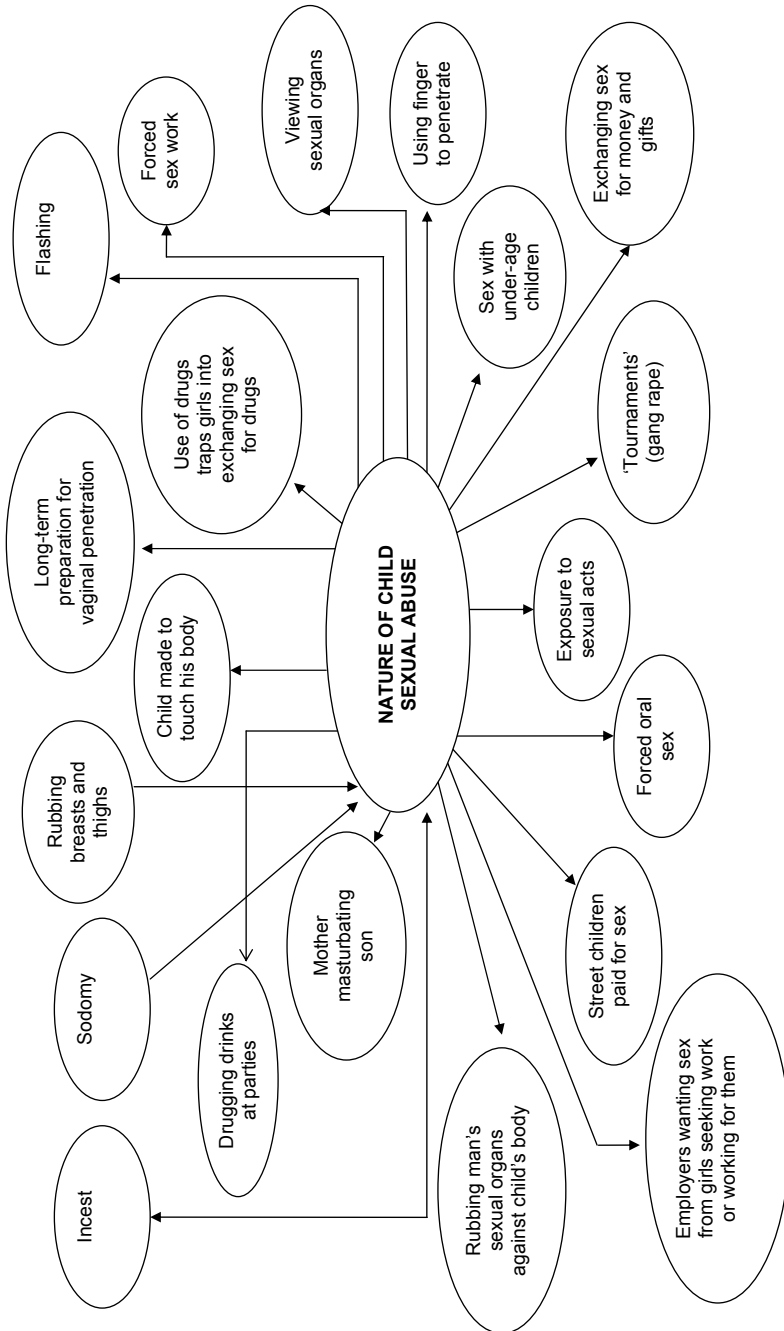 Incest
Sodomy
Rubbing
breasts and
thighs
Long-term
preparation for
vaginal penetration
Flashing
Forced
sex work
Drugging drinks
at parties
Child made to
touch his body
Use of drugs
traps girls into
exchanging sex
for drugs
Viewing
sexual organs
Mother
masturbating
son
NATURE OF CHILD
SEXUAL ABUSE
Using finger
to penetrate
Rubbing man's
sexual organs
against child's body
Sex with
under-age
children
Street children
paid for sex
Forced oral
sex
Exposure to
sexual acts
'Tournaments'
(gang rape)
Exchanging sex
for money and
gifts
Employers wanting sex
from girls seeking work
or working for them